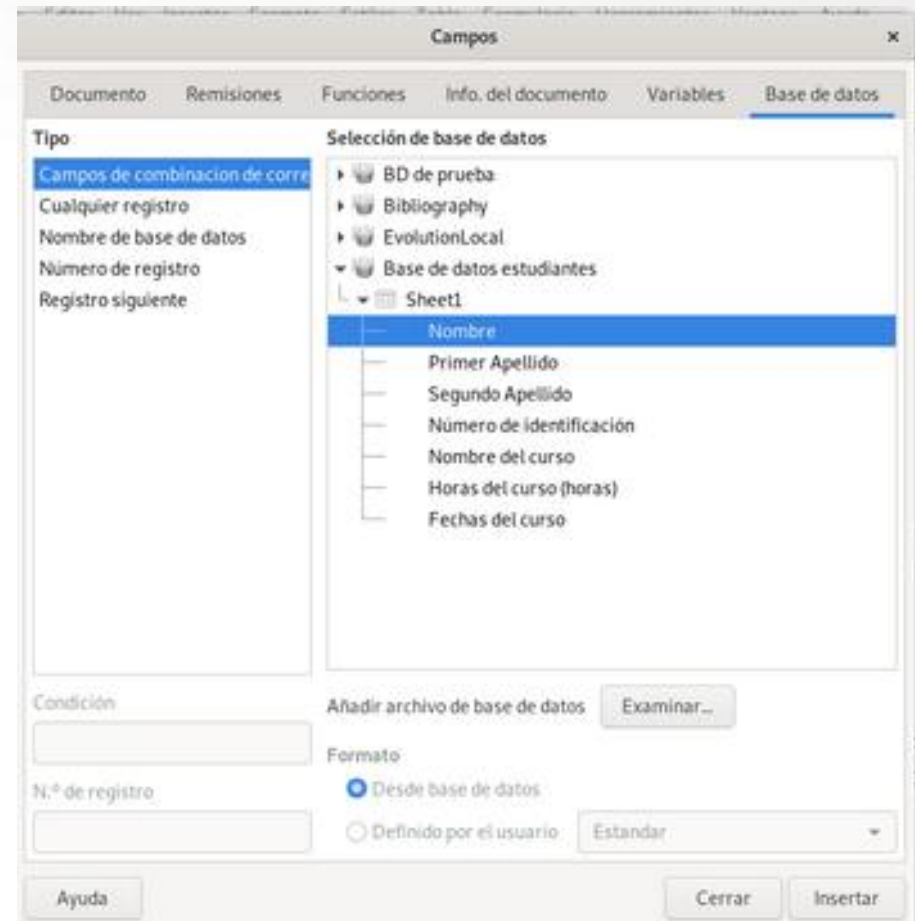 Campos
Documento Remisiones Funciones Info. del documento Variables Base de datos
Tipo
Campos de combinacion de corre
Cualquier registro
Nombre de base de datos
Número de registro
Registro siguiente
Selección de base de datos
BD de prueba
Bibliography
EvolutionLocal
Base de datos estudiantes
Sheet1
Nombre
Primer Apellido
Segundo Apellido
Número de identificación
Nombre del curso
Horas del curso (horas)
Fechas del curso
Condición
N.º de registro
Añadir archivo de base de datos Examinar...
Formato
Desde base de datos
Definido por el usuario Estandar
Ayuda Cerrar Insertar